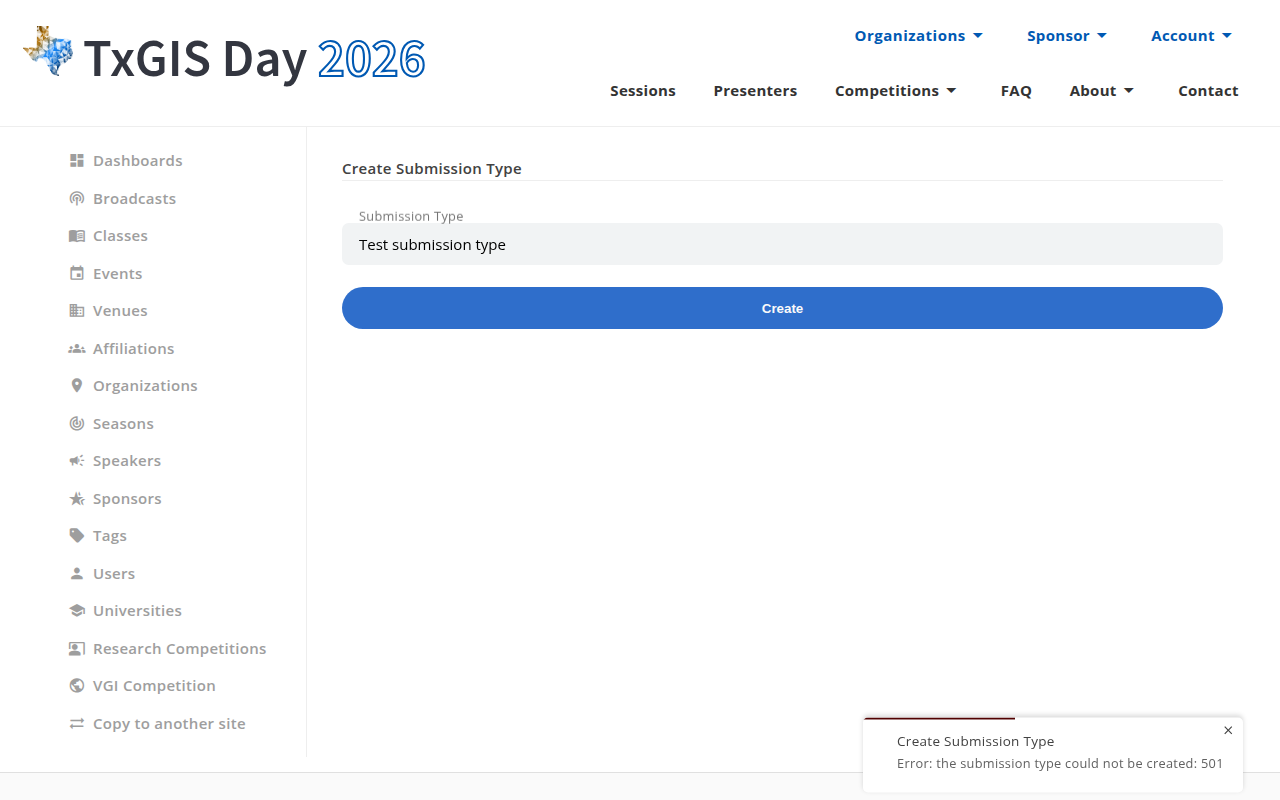 TxGIS Day 2026
Organizations
Sponsor
Account
Sessions
Presenters
Competitions
FAQ
About
Contact
Dashboards
Broadcasts
Classes
Events
Venues
Affiliations
Organizations
Seasons
Speakers
Sponsors
Tags
Users
Universities
Research Competitions
VGI Competition
Copy to another site
Create Submission Type
Submission Type
Test submission type
Create
Create Submission Type
Error: the submission type could not be created: 501